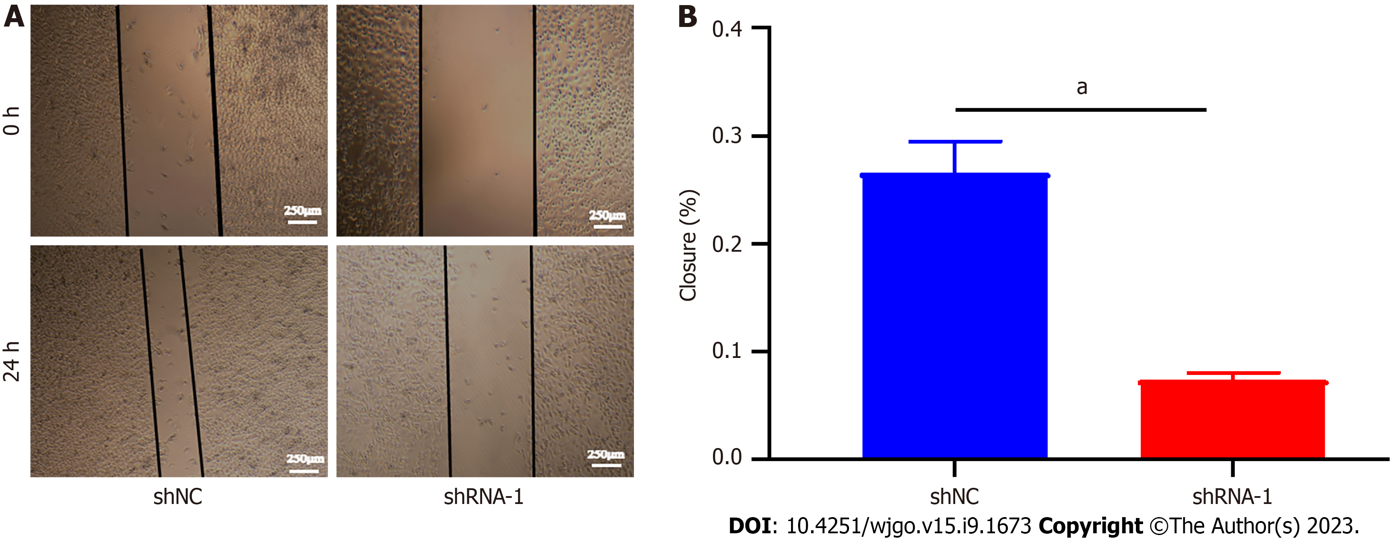 A
0 h
250μm
250μm
24 h
250μm
250μm
shNC
shRNA-1
B
Closure (%)
0.4
0.3
0.2
0.1
0.0
a
shNC
shRNA-1
DOI: 10.4251/wjgo.v15.i9.1673 Copyright ©The Author(s) 2023.